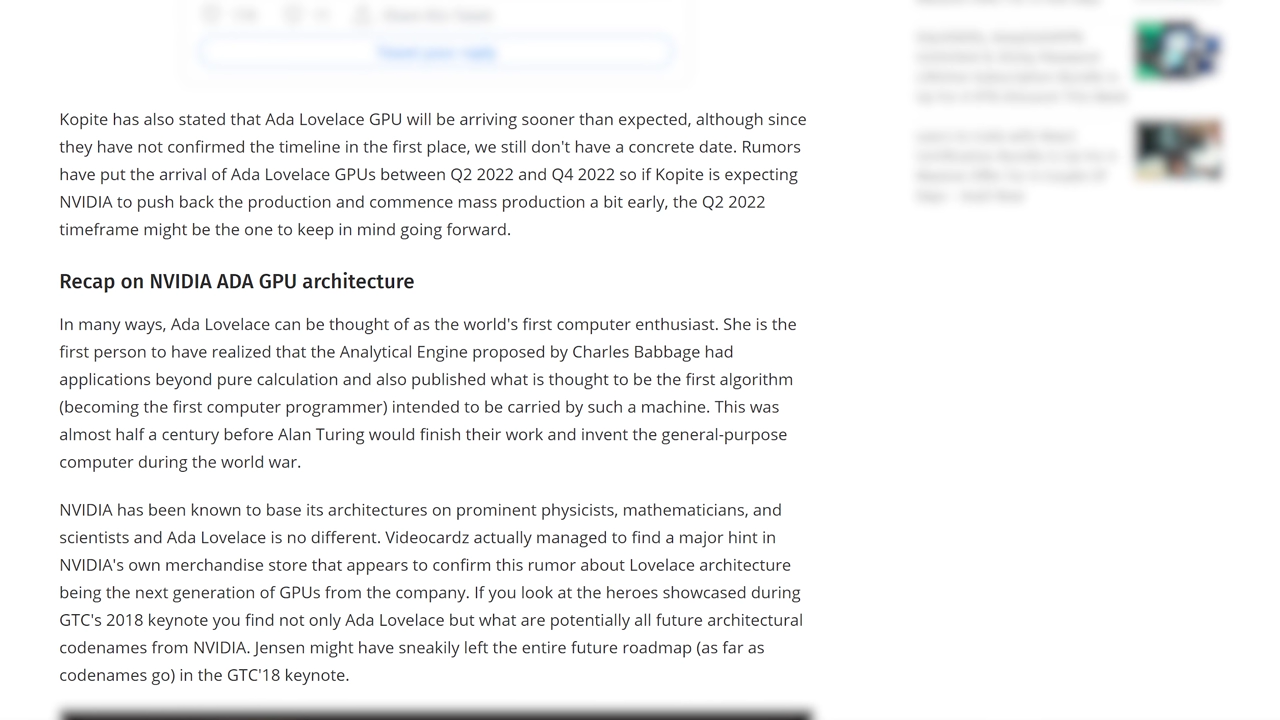 Kopite has also stated that Ada Lovelace GPU will be arriving sooner than expected, although since
they have not confirmed the timeline in the first place, we still don't have a concrete date. Rumors
have put the arrival of Ada Lovelace GPUs between Q2 2022 and Q4 2022 so if Kopite is expecting
NVIDIA to push back the production and commence mass production a bit early, the Q2 2022
timeframe might be the one to keep in mind going forward.
Recap on NVIDIA ADA GPU architecture
In many ways, Ada Lovelace can be thought of as the world's first computer enthusiast. She is the
first person to have realized that the Analytical Engine proposed by Charles Babbage had
applications beyond pure calculation and also published what is thought to be the first algorithm
(becoming the first computer programmer) intended to be carried by such a machine. This was
almost half a century before Alan Turing would finish their work and invent the general-purpose
computer during the world war.
NVIDIA has been known to base its architectures on prominent physicists, mathematicians, and
scientists and Ada Lovelace is no different. Videocardz actually managed to find a major hint in
NVIDIA's own merchandise store that appears to confirm this rumor about Lovelace architecture
being the next generation of GPUs from the company. If you look at the heroes showcased during
GTC's 2018 keynote you find not only Ada Lovelace but what are potentially all future architectural
codenames from NVIDIA. Jensen might have sneakily left the entire future roadmap (as far as
codenames go) in the GTC'18 keynote.